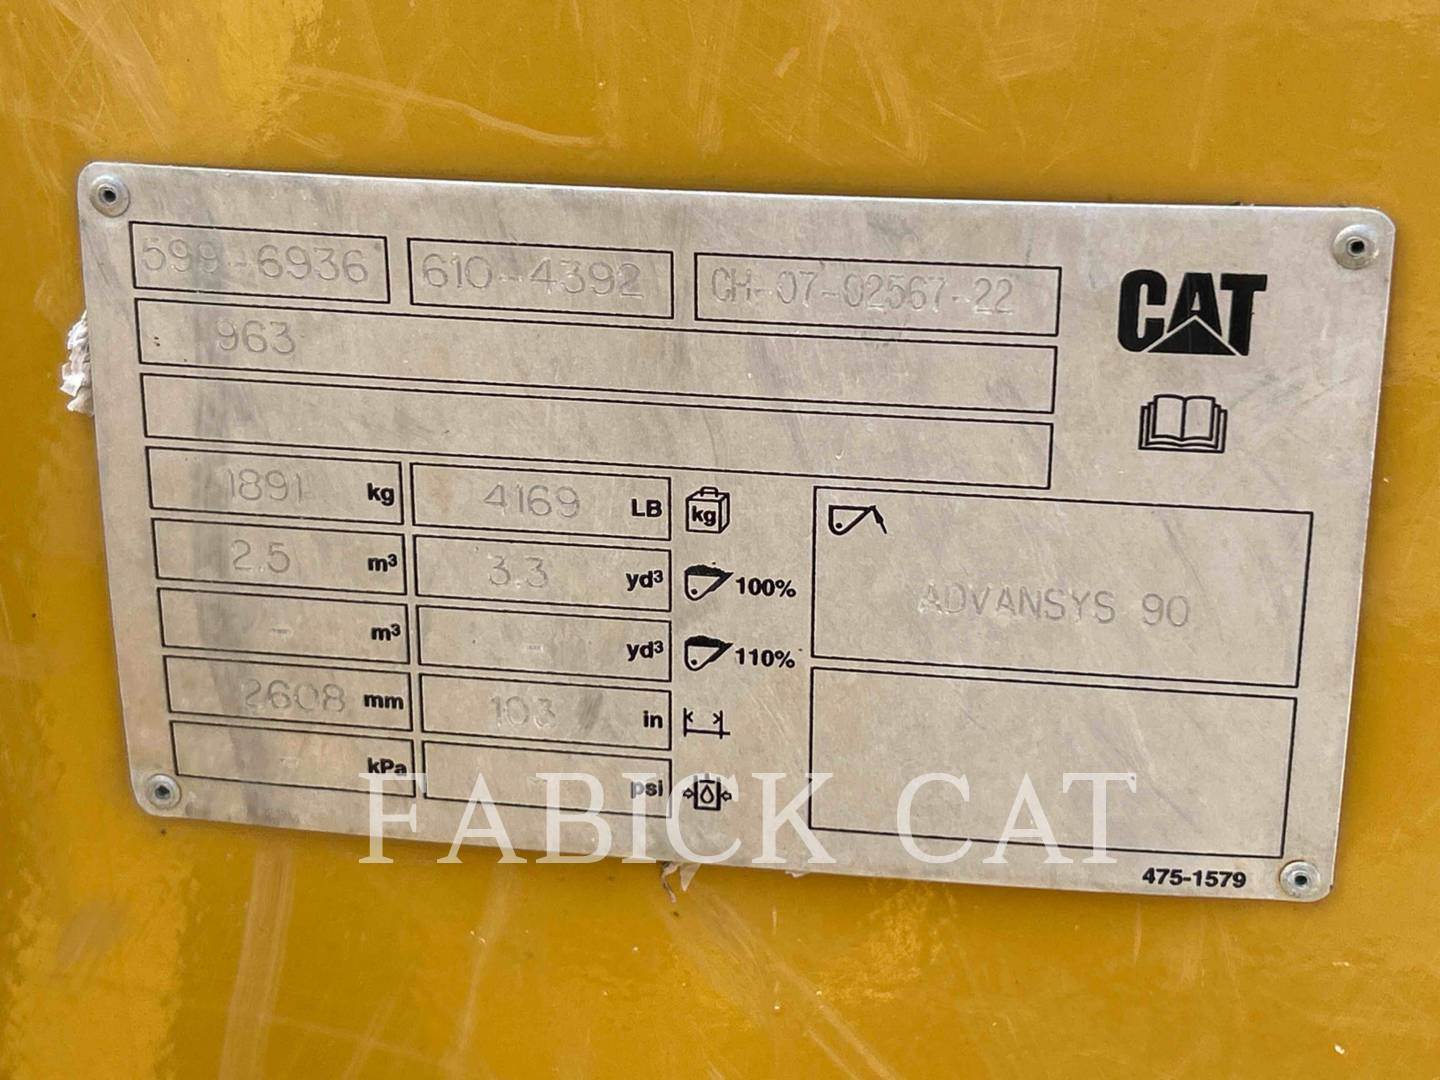 599-6936 610-4392 CH-07-02567-22
CAT
963
1891 kg 4169 LB kg
2.5 m³ 3.3 yd³ 100%
ADVANSYS 90
- m³ - yd³ 110%
2608 mm 103 in
- kPa - psi
FABICK CAT
475-1579